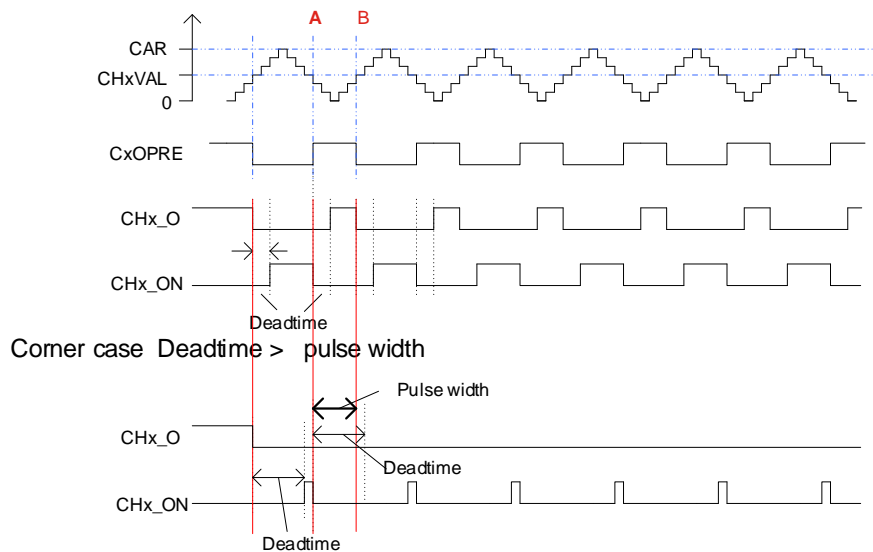 A B
CAR
CHxVAL
0
CxOPRE
CHx_O
CHx_ON
Deadtime
Corner case Deadtime > pulse width
Pulse width
CHx_O
Deadtime
CHx_ON
Deadtime